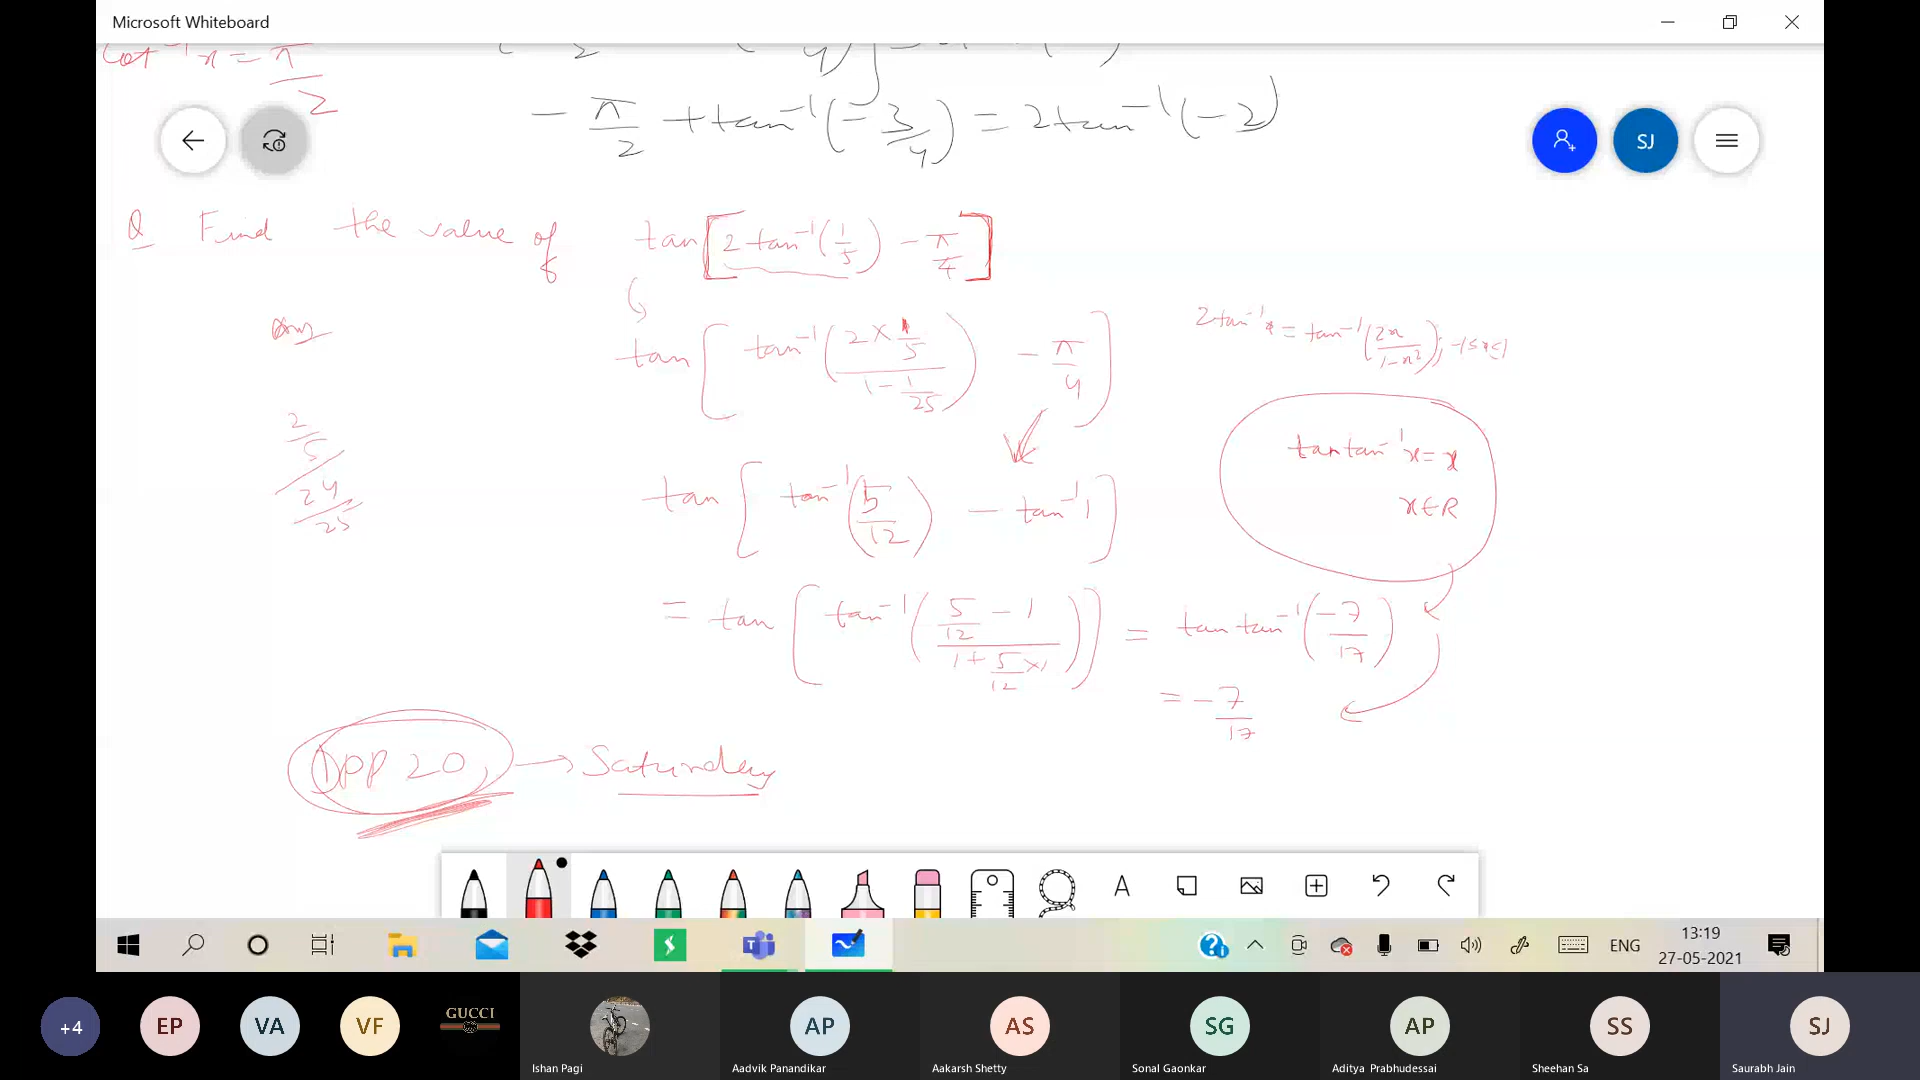 Microsoft Whiteboard
Cot⁻¹x = π/2
- π/2 + tan⁻¹(-3/4) = 2tan⁻¹(-2)
SJ
Q Find the value of tan[2 tan⁻¹(1/5) - π/4]
Ans
tan[tan⁻¹((2×1/5)/(1-1/25)) - π/4]
2tan⁻¹x = tan⁻¹(2x/(1-x²));
2/5
24/25
tan[tan⁻¹(5/12) - tan⁻¹1]
tan tan⁻¹x = x
x∈R
= tan[tan⁻¹((5/12 - 1)/(1+5/12×1))] = tan tan⁻¹(-7/17)
= -7/17
DPP 20, → Saturday
A
ENG
13:19
27-05-2021
+4
EP
VA
VF
GUCCI
AP
AS
SG
AP
SS
SJ
Ishan Pagi
Aadvik Panandikar
Aakarsh Shetty
Sonal Gaonkar
Aditya Prabhudessai
Sheehan Sa
Saurabh Jain